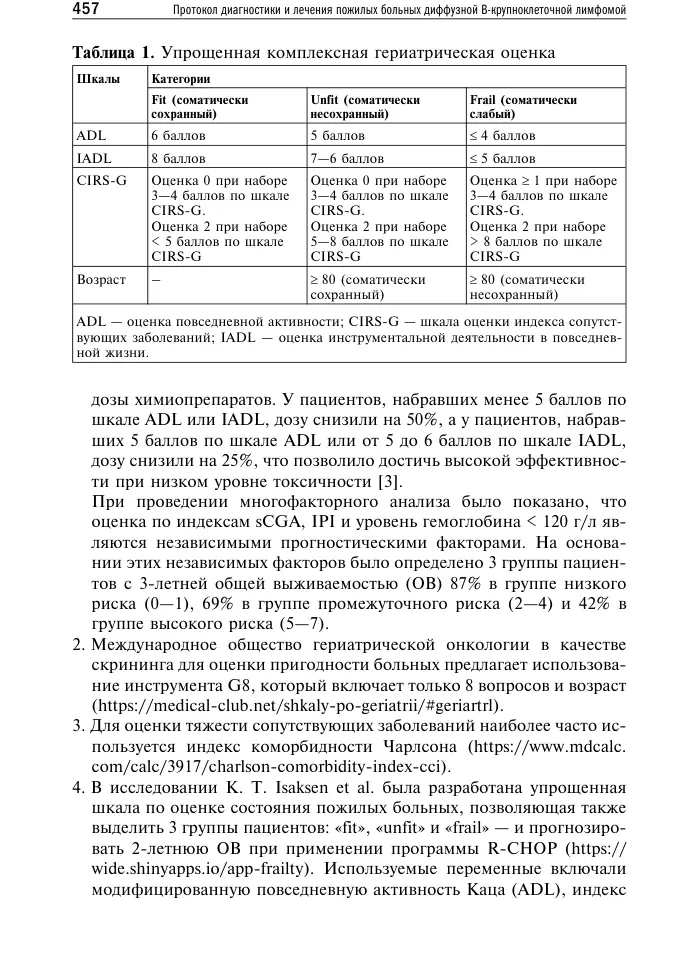 457 Протокол диагностики и лечения пожилых больных диффузной В-крупноклеточной лимфомой
Таблица 1. Упрощенная комплексная гериатрическая оценка
Шкалы Категории
Fit (соматически сохранный) Unfit (соматически несохранный) Frail (соматически слабый)
ADL 6 баллов 5 баллов ≤ 4 баллов
IADL 8 баллов 7—6 баллов ≤ 5 баллов
CIRS-G Оценка 0 при наборе Оценка 0 при наборе Оценка ≥ 1 при наборе
3—4 баллов по шкале 3—4 баллов по шкале 3—4 баллов по шкале
CIRS-G. CIRS-G. CIRS-G.
Оценка 2 при наборе Оценка 2 при наборе Оценка 2 при наборе
< 5 баллов по шкале 5—8 баллов по шкале > 8 баллов по шкале
CIRS-G CIRS-G CIRS-G
Возраст — ≥ 80 (соматически ≥ 80 (соматически
сохранный) несохранный)
ADL — оценка повседневной активности; CIRS-G — шкала оценки индекса сопутст-
вующих заболеваний; IADL — оценка инструментальной деятельности в повседнев-
ной жизни.
дозы химиопрепаратов. У пациентов, набравших менее 5 баллов по
шкале ADL или IADL, дозу снизили на 50%, а у пациентов, набрав-
ших 5 баллов по шкале ADL или от 5 до 6 баллов по шкале IADL,
дозу снизили на 25%, что позволило достичь высокой эффективнос-
ти при низком уровне токсичности [3].
При проведении многофакторного анализа было показано, что
оценка по индексам sCGA, IPI и уровень гемоглобина < 120 г/л яв-
ляются независимыми прогностическими факторами. На основа-
нии этих независимых факторов было определено 3 группы пациен-
тов с 3-летней общей выживаемостью (ОВ) 87% в группе низкого
риска (0—1), 69% в группе промежуточного риска (2—4) и 42% в
группе высокого риска (5—7).
2. Международное общество гериатрической онкологии в качестве
скрининга для оценки пригодности больных предлагает использова-
ние инструмента G8, который включает только 8 вопросов и возраст
(https://medical-club.net/shkaly-po-geriatrii/#geriartrl).
3. Для оценки тяжести сопутствующих заболеваний наиболее часто ис-
пользуется индекс коморбидности Чарлсона (https://www.mdcalc.
com/calc/3917/charlson-comorbidity-index-cci).
4. В исследовании K. T. Isaksen et al. была разработана упрощенная
шкала по оценке состояния пожилых больных, позволяющая также
выделить 3 группы пациентов: «fit», «unfit» и «frail» — и прогнозиро-
вать 2-летнюю ОВ при применении программы R-CHOP (https://
wide.shinyapps.io/app-frailty). Используемые переменные включали
модифицированную повседневную активность Каца (ADL), индекс